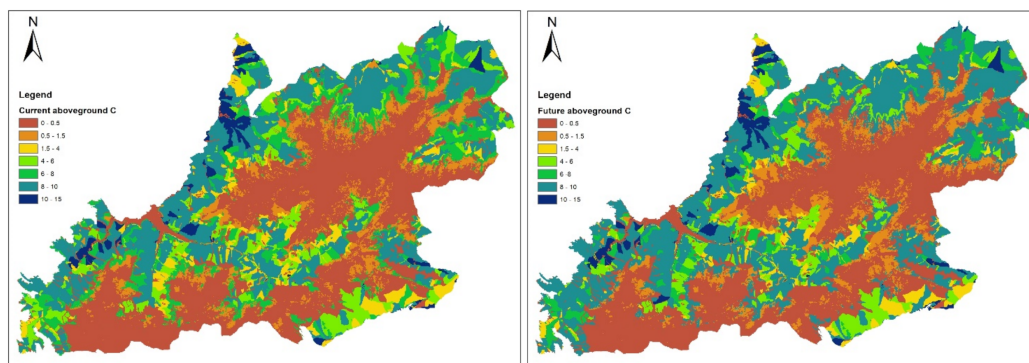 N
Legend
Current aboveground C
0 - 0.5
0.5 - 1.5
1.5 - 4
4 - 6
6 - 8
8 - 10
10 - 15
N
Legend
Future aboveground C
0 - 0.5
0.5 - 1.5
1.5 - 4
4 - 6
6 - 8
8 - 10
10 - 15